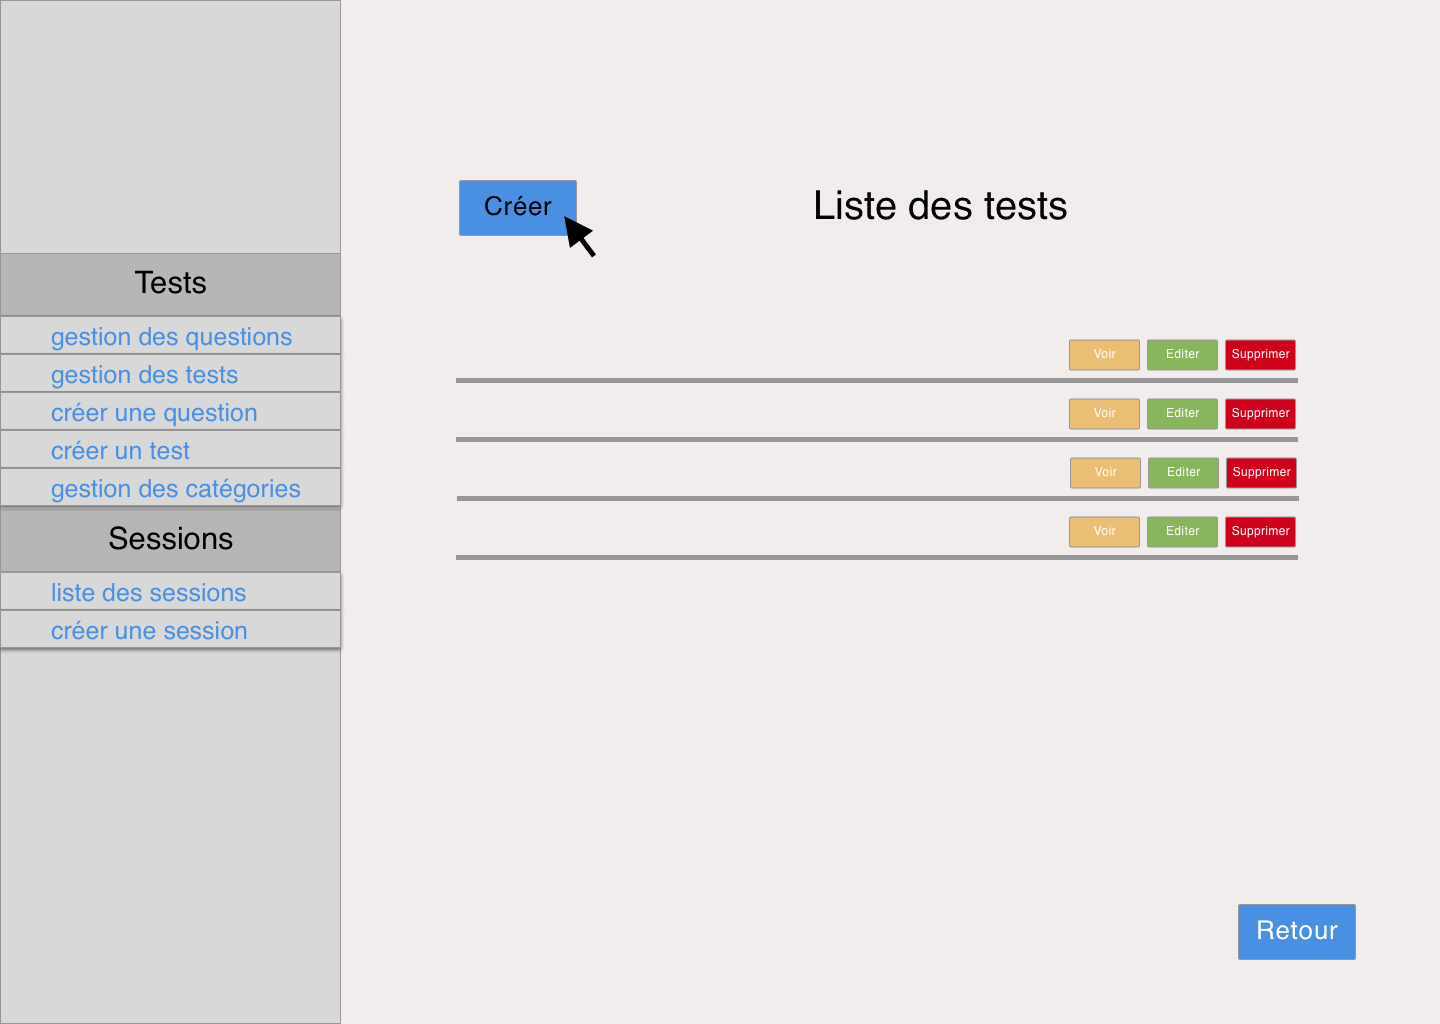 Tests
gestion des questions
gestion des tests
créer une question
créer un test
gestion des catégories
Sessions
liste des sessions
créer une session
Créer
Liste des tests
Voir Editer Supprimer
Voir Editer Supprimer
Voir Editer Supprimer
Voir Editer Supprimer
Retour